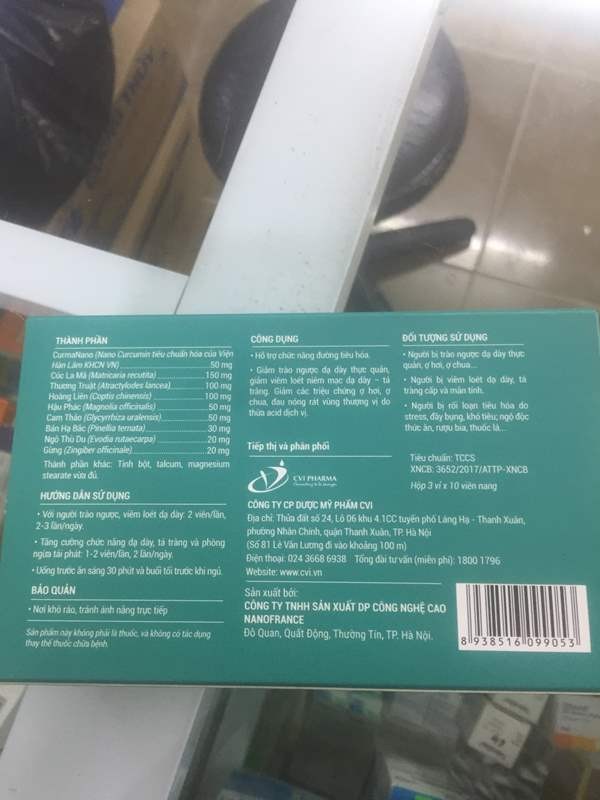 THÀNH PHẦN
CurmaNano (Nano Curcumin tiêu chuẩn hóa của Viện
Hàn Lâm KHCN VN) 50 mg
Cúc La Mã (Matricaria recutita) 150 mg
Thương Truật (Atractylodes lancea) 100 mg
Hoàng Liên (Coptis chinensis) 100 mg
Hậu Phác (Magnolia officinalis) 50 mg
Cam Thảo (Glycyrrhiza uralensis) 50 mg
Bán Hạ Bắc (Pinellia ternata) 30 mg
Ngô Thù Du (Evodia rutaecarpa) 20 mg
Gừng (Zingiber officinale) 20 mg
Thành phần khác: Tinh bột, talcum, magnesium
stearate vừa đủ.
HƯỚNG DẪN SỬ DỤNG
• Với người trào ngược, viêm loét dạ dày: 2 viên/lần,
2-3 lần/ngày.
• Tăng cường chức năng dạ dày, tá tràng và phòng
ngừa tái phát: 1-2 viên/lần, 2 lần/ngày.
• Uống trước ăn sáng 30 phút và buổi tối trước khi ngủ.
BẢO QUẢN
• Nơi khô ráo, tránh ánh nắng trực tiếp
Sản phẩm này không phải là thuốc, và không có tác dụng
thay thế thuốc chữa bệnh.
CÔNG DỤNG
• Hỗ trợ chức năng đường tiêu hóa.
• Giảm trào ngược dạ dày thực quản,
giảm viêm loét niêm mạc dạ dày – tá
tràng. Giảm các triệu chứng ợ hơi, ợ
chua, đau nóng rát vùng thượng vị do
thừa acid dịch vị.
ĐỐI TƯỢNG SỬ DỤNG
• Người bị trào ngược dạ dày thực
quản, ợ hơi, ợ chua...
• Người bị viêm loét dạ dày, tá
tràng cấp và mãn tính.
• Người bị rối loạn tiêu hóa do
stress, đầy bụng, khó tiêu; ngộ độc
thức ăn, rượu bia, thuốc lá...
Tiếp thị và phân phối
CVI PHARMA
Tiêu chuẩn: TCCS
XNCB: 3652/2017/ATTP-XNCB
Hộp 3 vỉ x 10 viên nang
CÔNG TY CP DƯỢC MỸ PHẨM CVI
Địa chỉ: Thửa đất số 24, Lô 06 khu 4.1CC tuyến phố Láng Hạ - Thanh Xuân,
phường Nhân Chính, quận Thanh Xuân, TP. Hà Nội
(Số 81 Lê Văn Lương đi vào khoảng 100 m)
Điện thoại: 024 3668 6938 Tổng đài tư vấn (miễn phí): 1800 1796
Website: www.cvi.vn
Sản xuất bởi:
CÔNG TY TNHH SẢN XUẤT DP CÔNG NGHỆ CAO
NANOFRANCE
Đô Quan, Quất Động, Thường Tín, TP. Hà Nội.
8 938516 099053